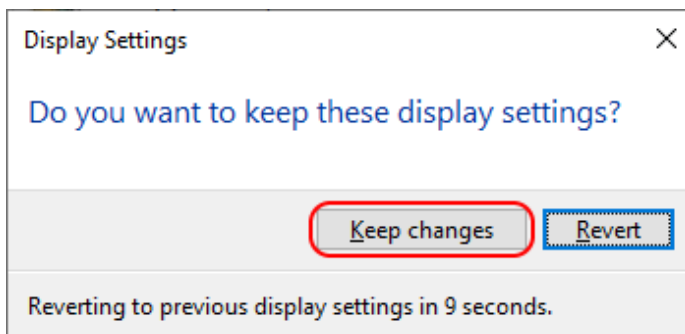 Display Settings
Do you want to keep these display settings?
Keep changes Revert
Reverting to previous display settings in 9 seconds.